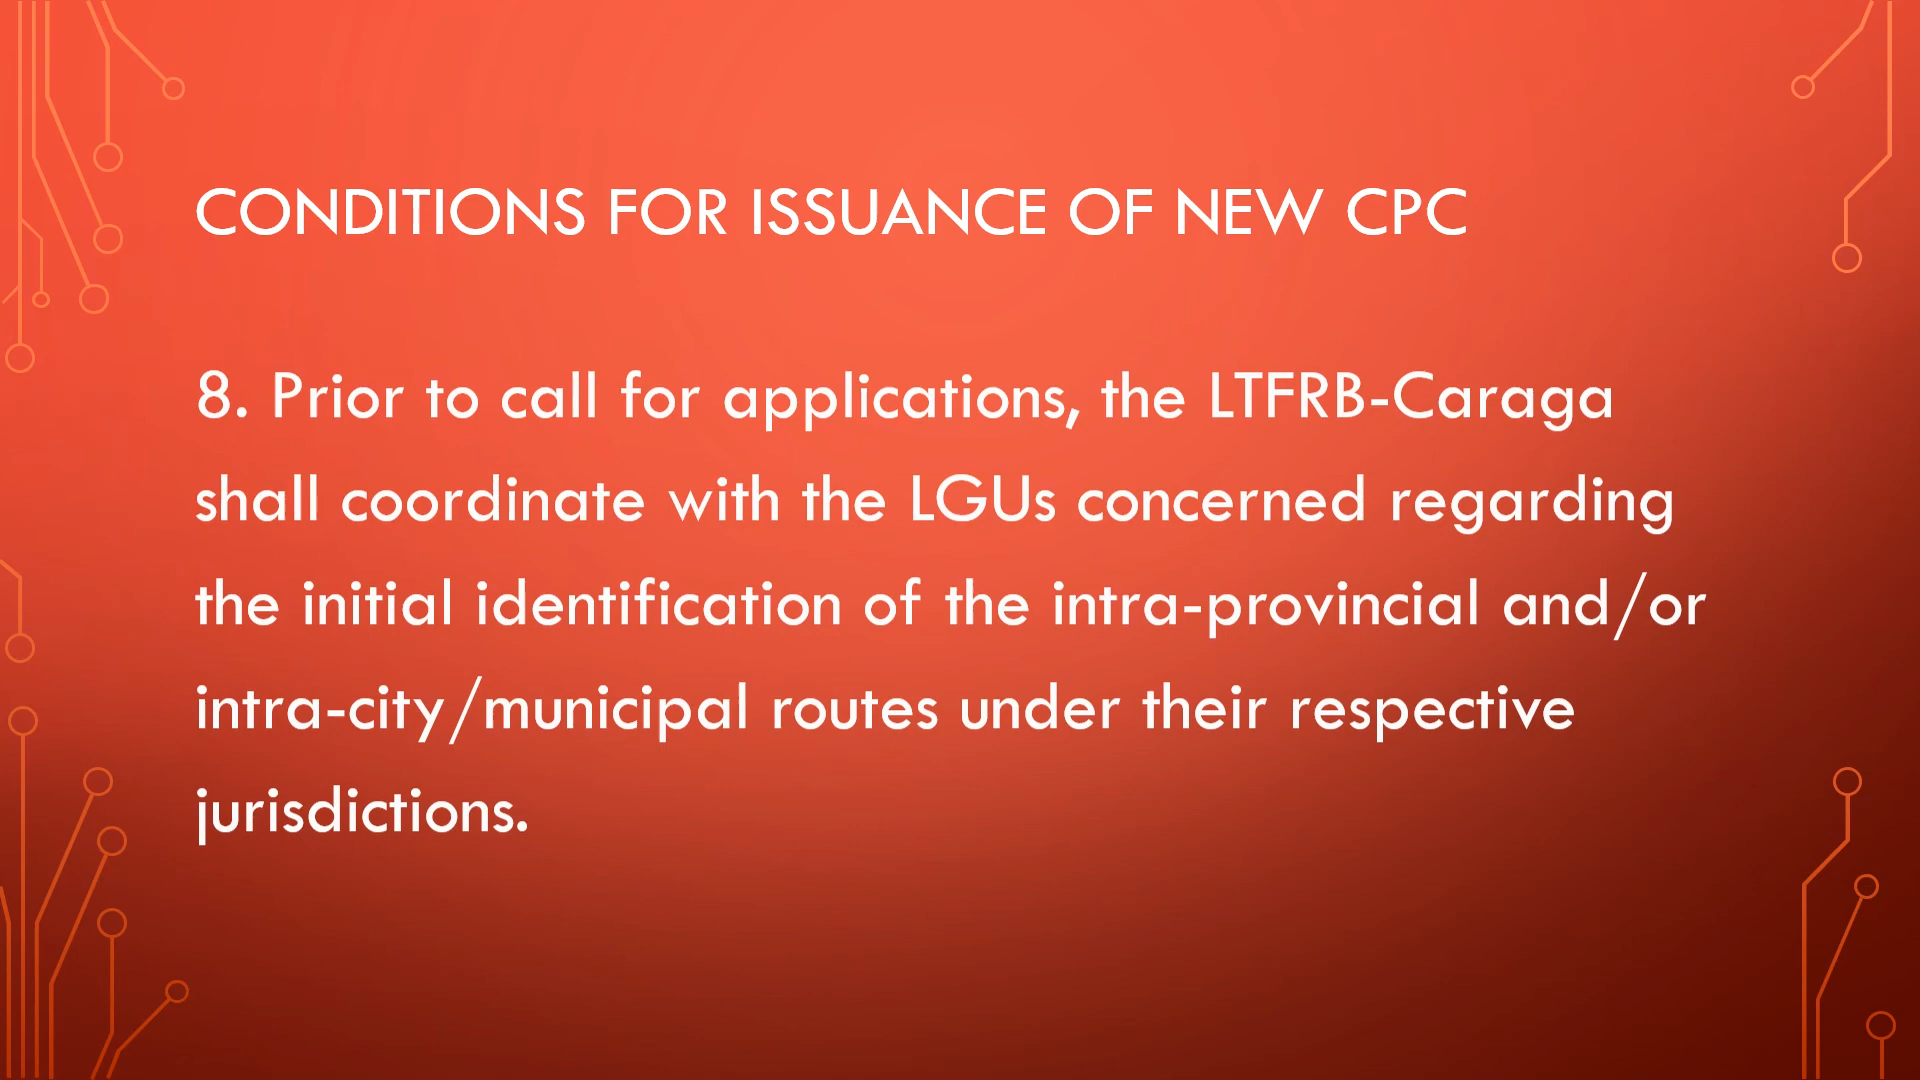 CONDITIONS FOR ISSUANCE OF NEW CPC
8. Prior to call for applications, the LTFRB-Caraga
shall coordinate with the LGUs concerned regarding
the initial identification of the intra-provincial and/or
intra-city/municipal routes under their respective
jurisdictions.